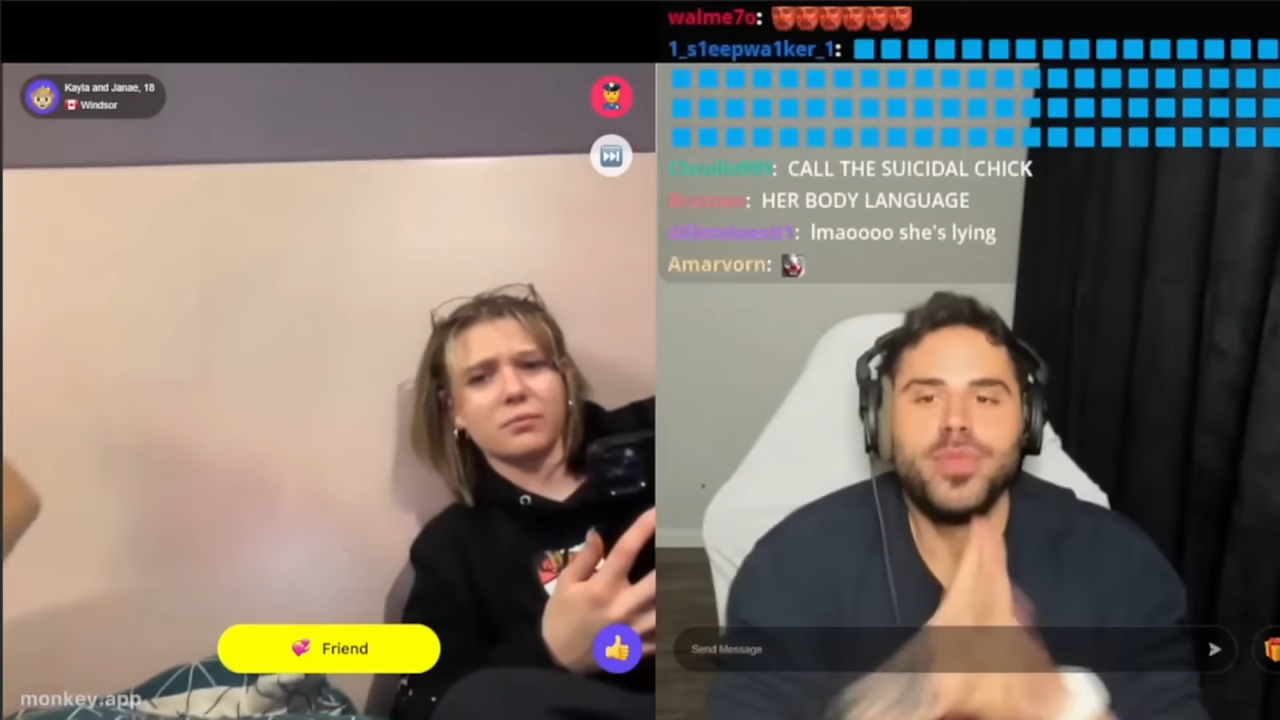 Kayla and Janae, 18
Windsor
walme7o:
1_s1eepwa1ker_1:
: CALL THE SUICIDAL CHICK
: HER BODY LANGUAGE
: lmaoooo she's lying
Amarvorn:
Friend
Send Message
monkey.app